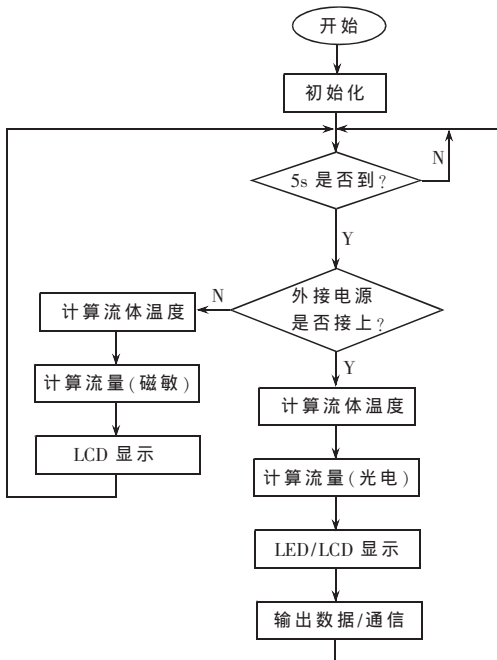 开始
初始化
5s 是否到?
N
Y
外接电源
是否接上?
N
Y
计算流体温度
计算流量(磁敏)
LCD 显示
计算流体温度
计算流量(光电)
LED/LCD 显示
输出数据/通信